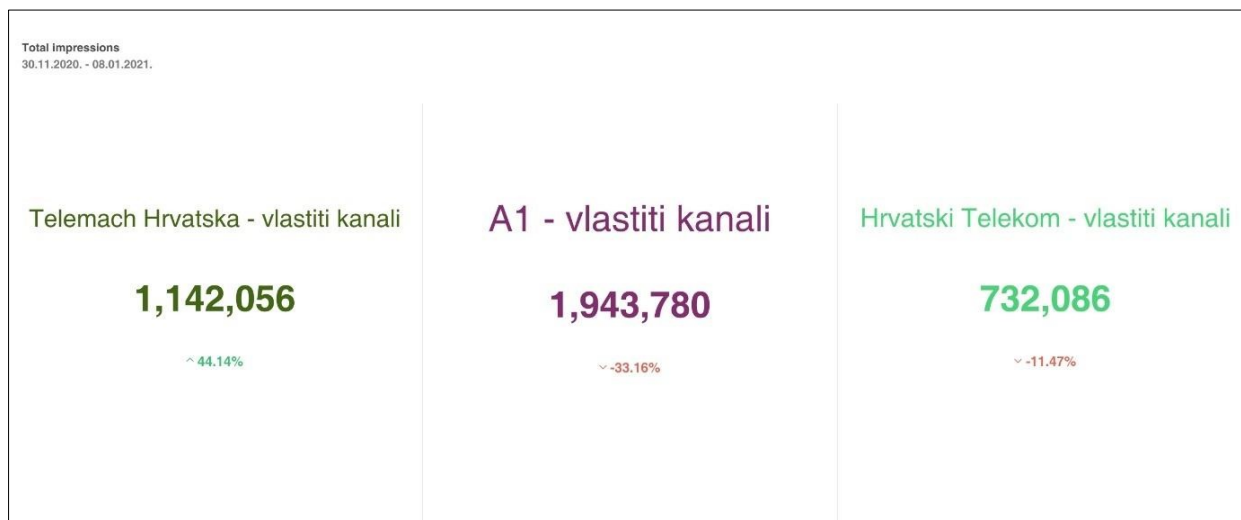 Total impressions
30.11.2020. - 08.01.2021.
Telemach Hrvatska - vlastiti kanali
1,142,056
^ 44.14%
A1 - vlastiti kanali
1,943,780
˅ -33.16%
Hrvatski Telekom - vlastiti kanali
732,086
˅ -11.47%